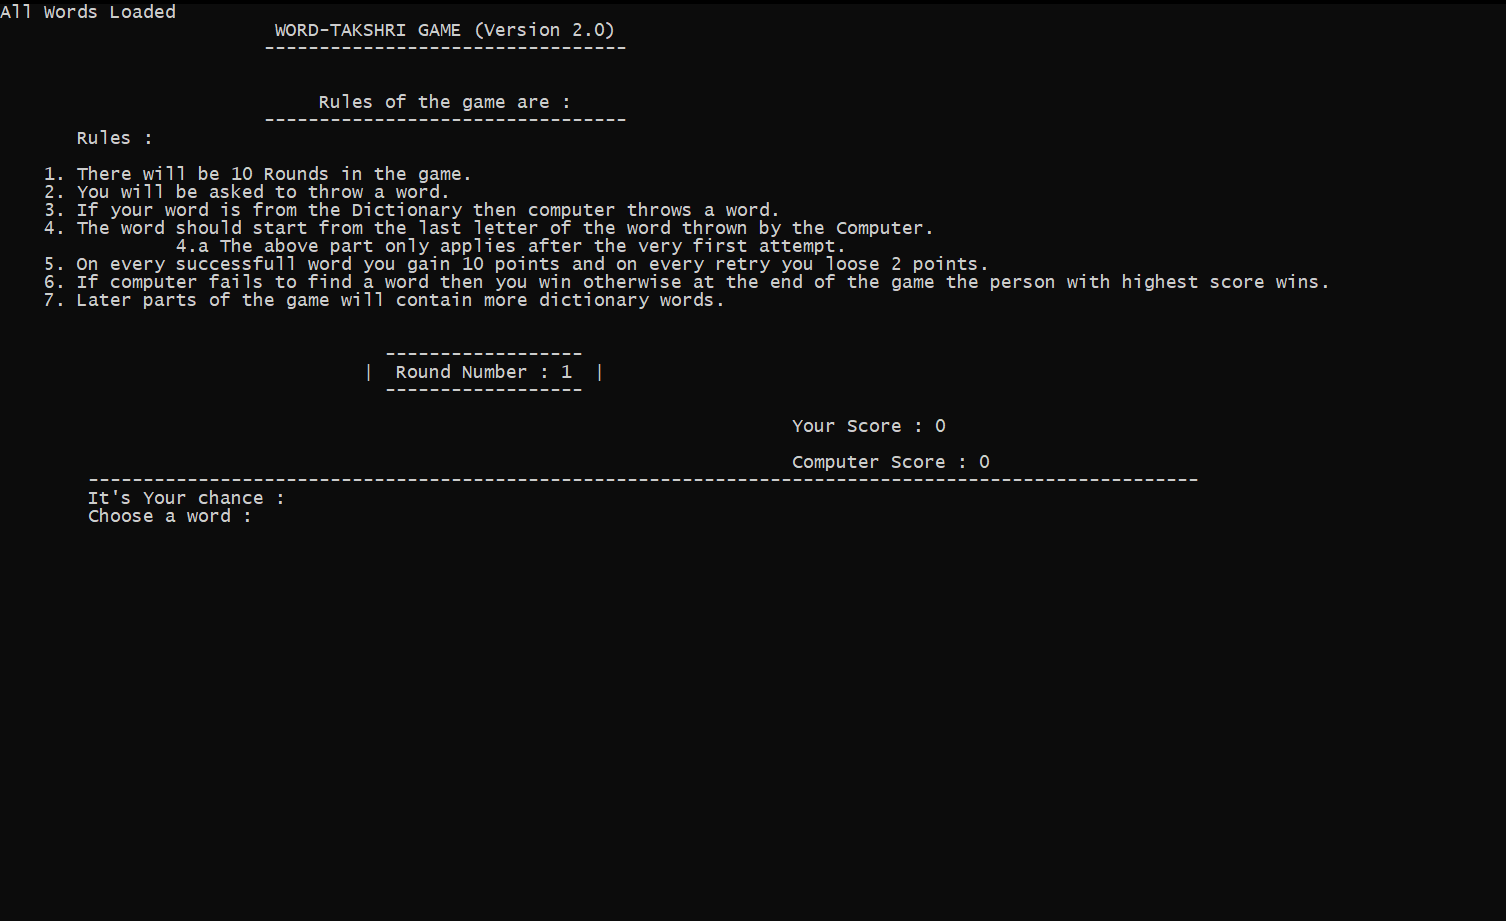 All Words Loaded
WORD-TAKSHRI GAME (Version 2.0)
---------------------------------
Rules of the game are :
---------------------------------
Rules :
1. There will be 10 Rounds in the game.
2. You will be asked to throw a word.
3. If your word is from the Dictionary then computer throws a word.
4. The word should start from the last letter of the word thrown by the Computer.
4.a The above part only applies after the very first attempt.
5. On every successfull word you gain 10 points and on every retry you loose 2 points.
6. If computer fails to find a word then you win otherwise at the end of the game the person with highest score wins.
7. Later parts of the game will contain more dictionary words.
------------------
| Round Number : 1 |
------------------
Your Score : 0
Computer Score : 0
-----------------------------------------------------------------------------------------------------
It's Your chance :
Choose a word :